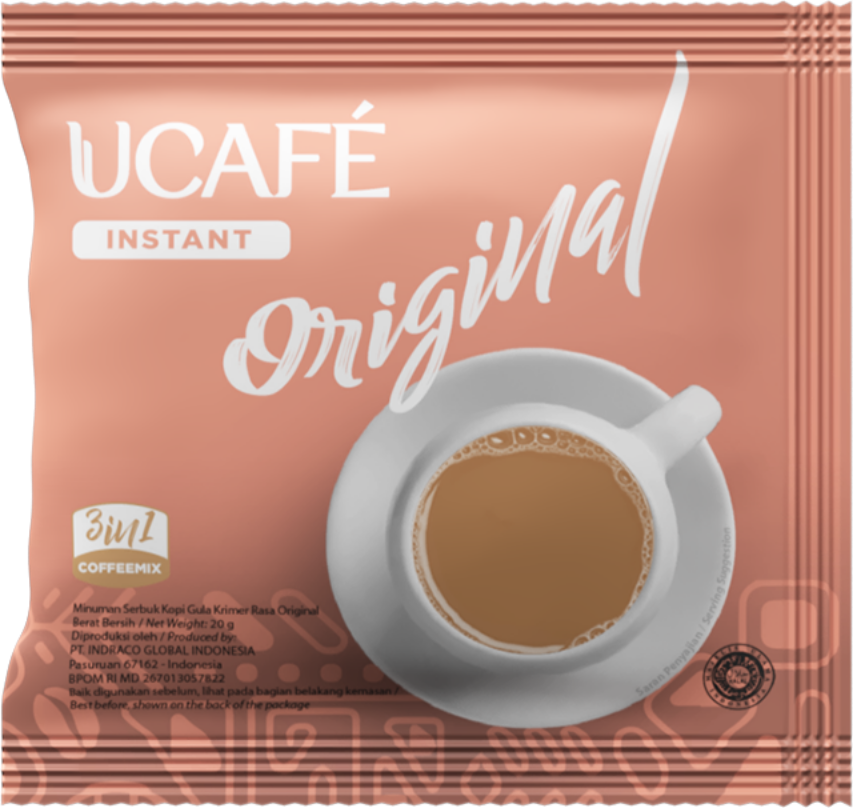 UCAFÉ
INSTANT
Original
3in1
COFFEEMIX
Minuman Serbuk Kopi Gula Krimer Rasa Original
Berat Bersih / Net Weight: 20 g
Diproduksi oleh / Produced by:
PT. INDRACO GLOBAL INDONESIA
Pasuruan 67162 - Indonesia
BPOM RI MD 267013057822
Baik digunakan sebelum, lihat pada bagian belakang kemasan /
Best before, shown on the back of the package
Saran Penyajian / Serving Suggestion